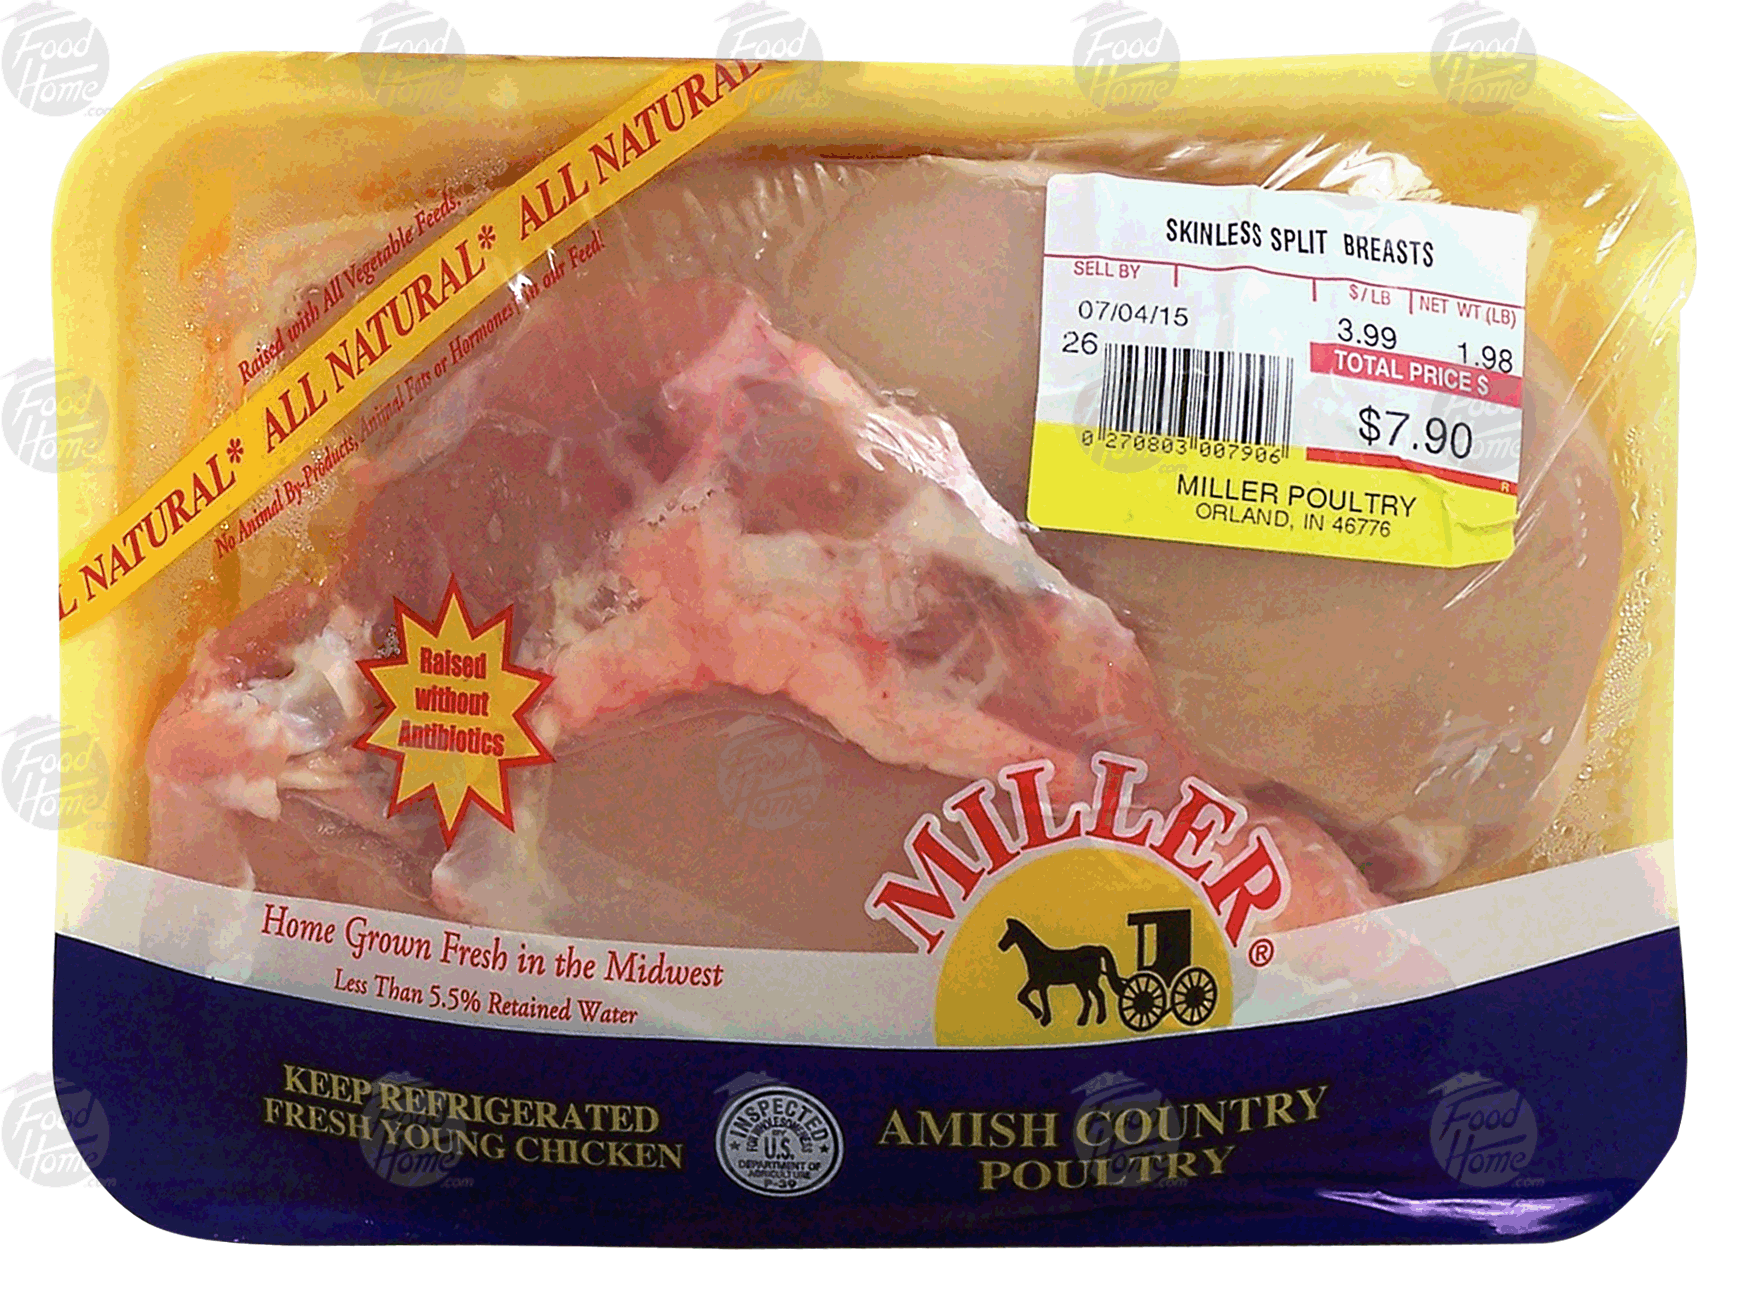 ALL NATURAL* ALL NATURAL* ALL NATURAL
Raised with All Vegetable Feeds.
No Animal By-Products, Animal Fats or Hormones in our Feed!
SKINLESS SPLIT BREASTS
SELL BY $/LB NET WT (LB)
07/04/15 3.99 1.98
26 TOTAL PRICE $
$7.90
0 270803 007906
MILLER POULTRY
ORLAND, IN 46776
Raised
without
Antibiotics
MILLER®
Home Grown Fresh in the Midwest
Less Than 5.5% Retained Water
KEEP REFRIGERATED
FRESH YOUNG CHICKEN
INSPECTED
FOR WHOLESOMENESS
U.S.
DEPARTMENT OF
AGRICULTURE
P-39
AMISH COUNTRY
POULTRY
Food
Home
.com